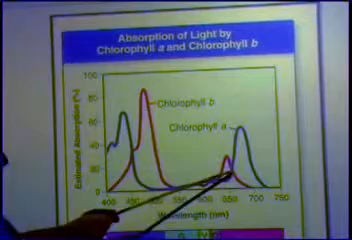 Absorption of Light by
Chlorophyll a and Chlorophyll b
100
80
60
40
20
0
Estimated Absorption (%)
Chlorophyll b
Chlorophyll a
400 450 500 550 600 650 700 750
Wavelength (nm)